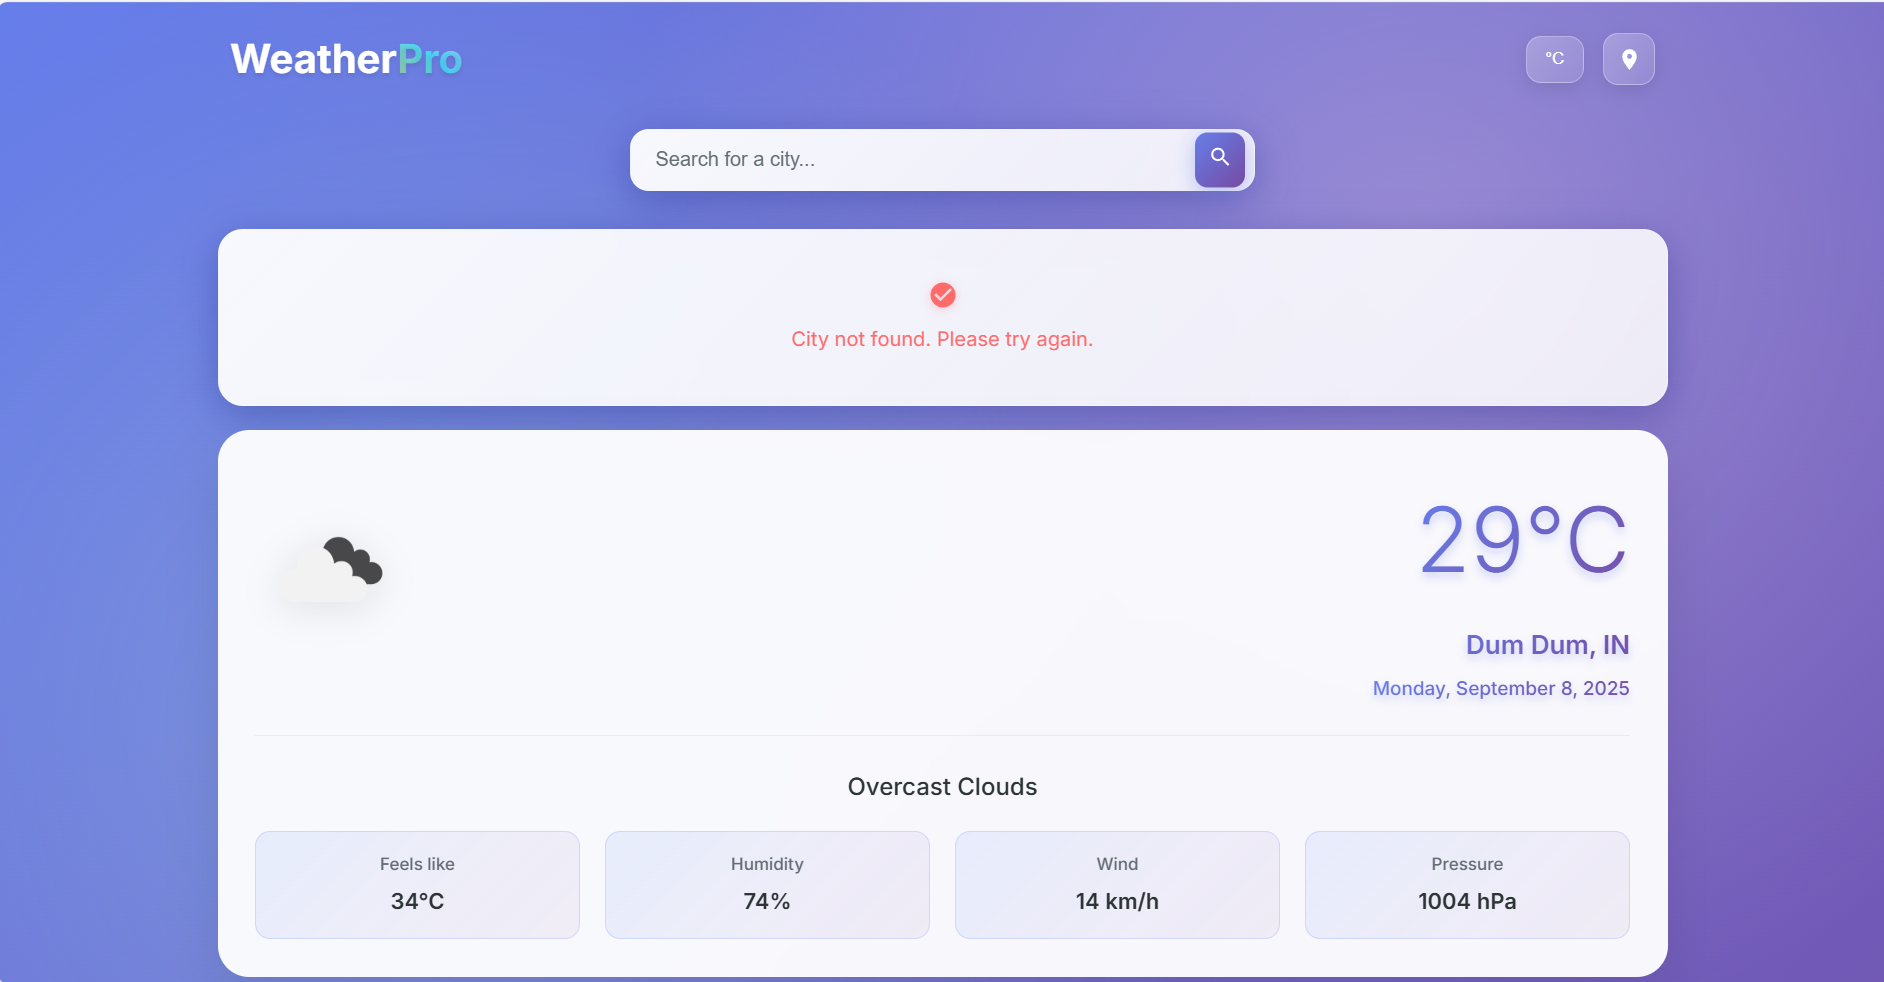 WeatherPro
°C
Search for a city...
City not found. Please try again.
29°C
Dum Dum, IN
Monday, September 8, 2025
Overcast Clouds
Feels like
34°C
Humidity
74%
Wind
14 km/h
Pressure
1004 hPa